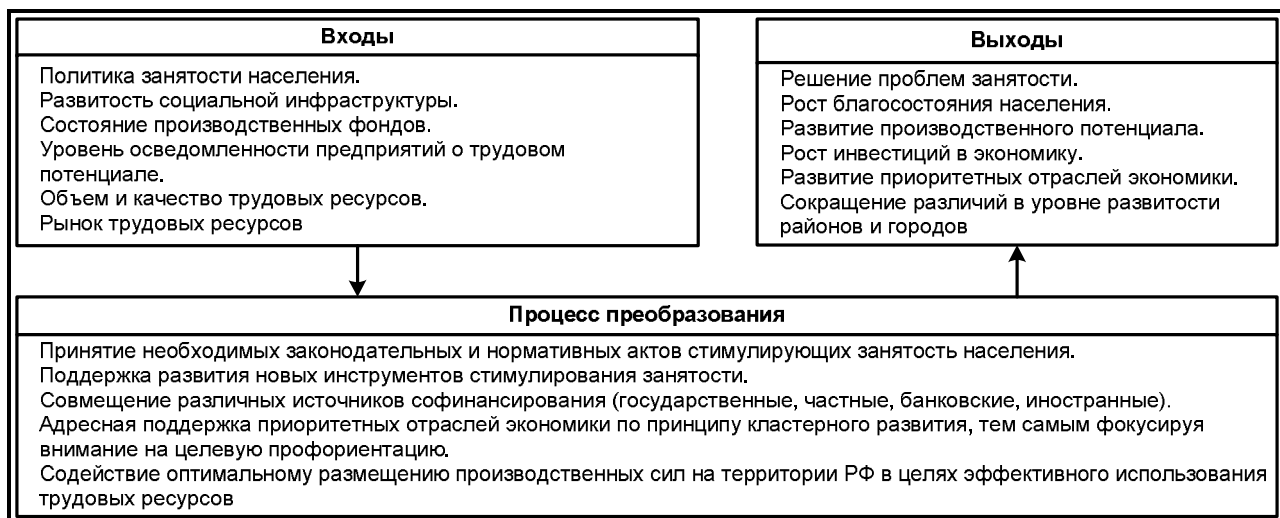 Входы
Политика занятости населения.
Развитость социальной инфраструктуры.
Состояние производственных фондов.
Уровень осведомленности предприятий о трудовом
потенциале.
Объем и качество трудовых ресурсов.
Рынок трудовых ресурсов
Выходы
Решение проблем занятости.
Рост благосостояния населения.
Развитие производственного потенциала.
Рост инвестиций в экономику.
Развитие приоритетных отраслей экономики.
Сокращение различий в уровне развитости
районов и городов
Процесс преобразования
Принятие необходимых законодательных и нормативных актов стимулирующих занятость населения.
Поддержка развития новых инструментов стимулирования занятости.
Совмещение различных источников софинансирования (государственные, частные, банковские, иностранные).
Адресная поддержка приоритетных отраслей экономики по принципу кластерного развития, тем самым фокусируя
внимание на целевую профориентацию.
Содействие оптимальному размещению производственных сил на территории РФ в целях эффективного использования
трудовых ресурсов